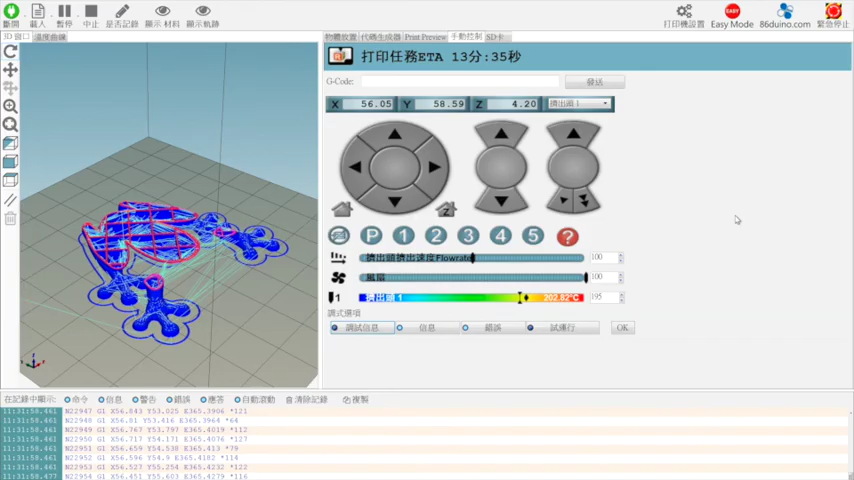 斷開 載入 暫停 中止 是否記錄 顯示 材料 顯示軌跡 打印機設置 Easy Mode 86duino.com 緊急停止
EASY
3D 窗口 溫度曲線 物體放置 代碼生成器 Print Preview 手動控制 SD卡
打印任務ETA 13分:35秒
G-Code: 發送
X 56.05 Y 58.59 Z 4.20 擠出頭 1
Z
P 1 2 3 4 5 ?
擠出頭擠出速度Flowrate 100
風扇 100
1 擠出頭 1 202.82°C 195
調式選項
調試信息 信息 錯誤 試運行 OK
在記錄中顯示: 命令 信息 警告 錯誤 應答 自動滾動 清除記錄 複製
11:31:58.461 N22947 G1 X56.843 Y53.025 E365.3906 *121
11:31:58.461 N22948 G1 X56.81 Y53.416 E365.3964 *64
11:31:58.461 N22949 G1 X56.767 Y53.797 E365.4019 *112
11:31:58.461 N22950 G1 X56.717 Y54.171 E365.4076 *127
11:31:58.461 N22951 G1 X56.659 Y54.538 E365.413 *79
11:31:58.461 N22952 G1 X56.596 Y54.9 E365.4182 *114
11:31:58.461 N22953 G1 X56.527 Y55.254 E365.4232 *122
11:31:58.477 N22954 G1 X56.451 Y55.603 E365.4279 *116